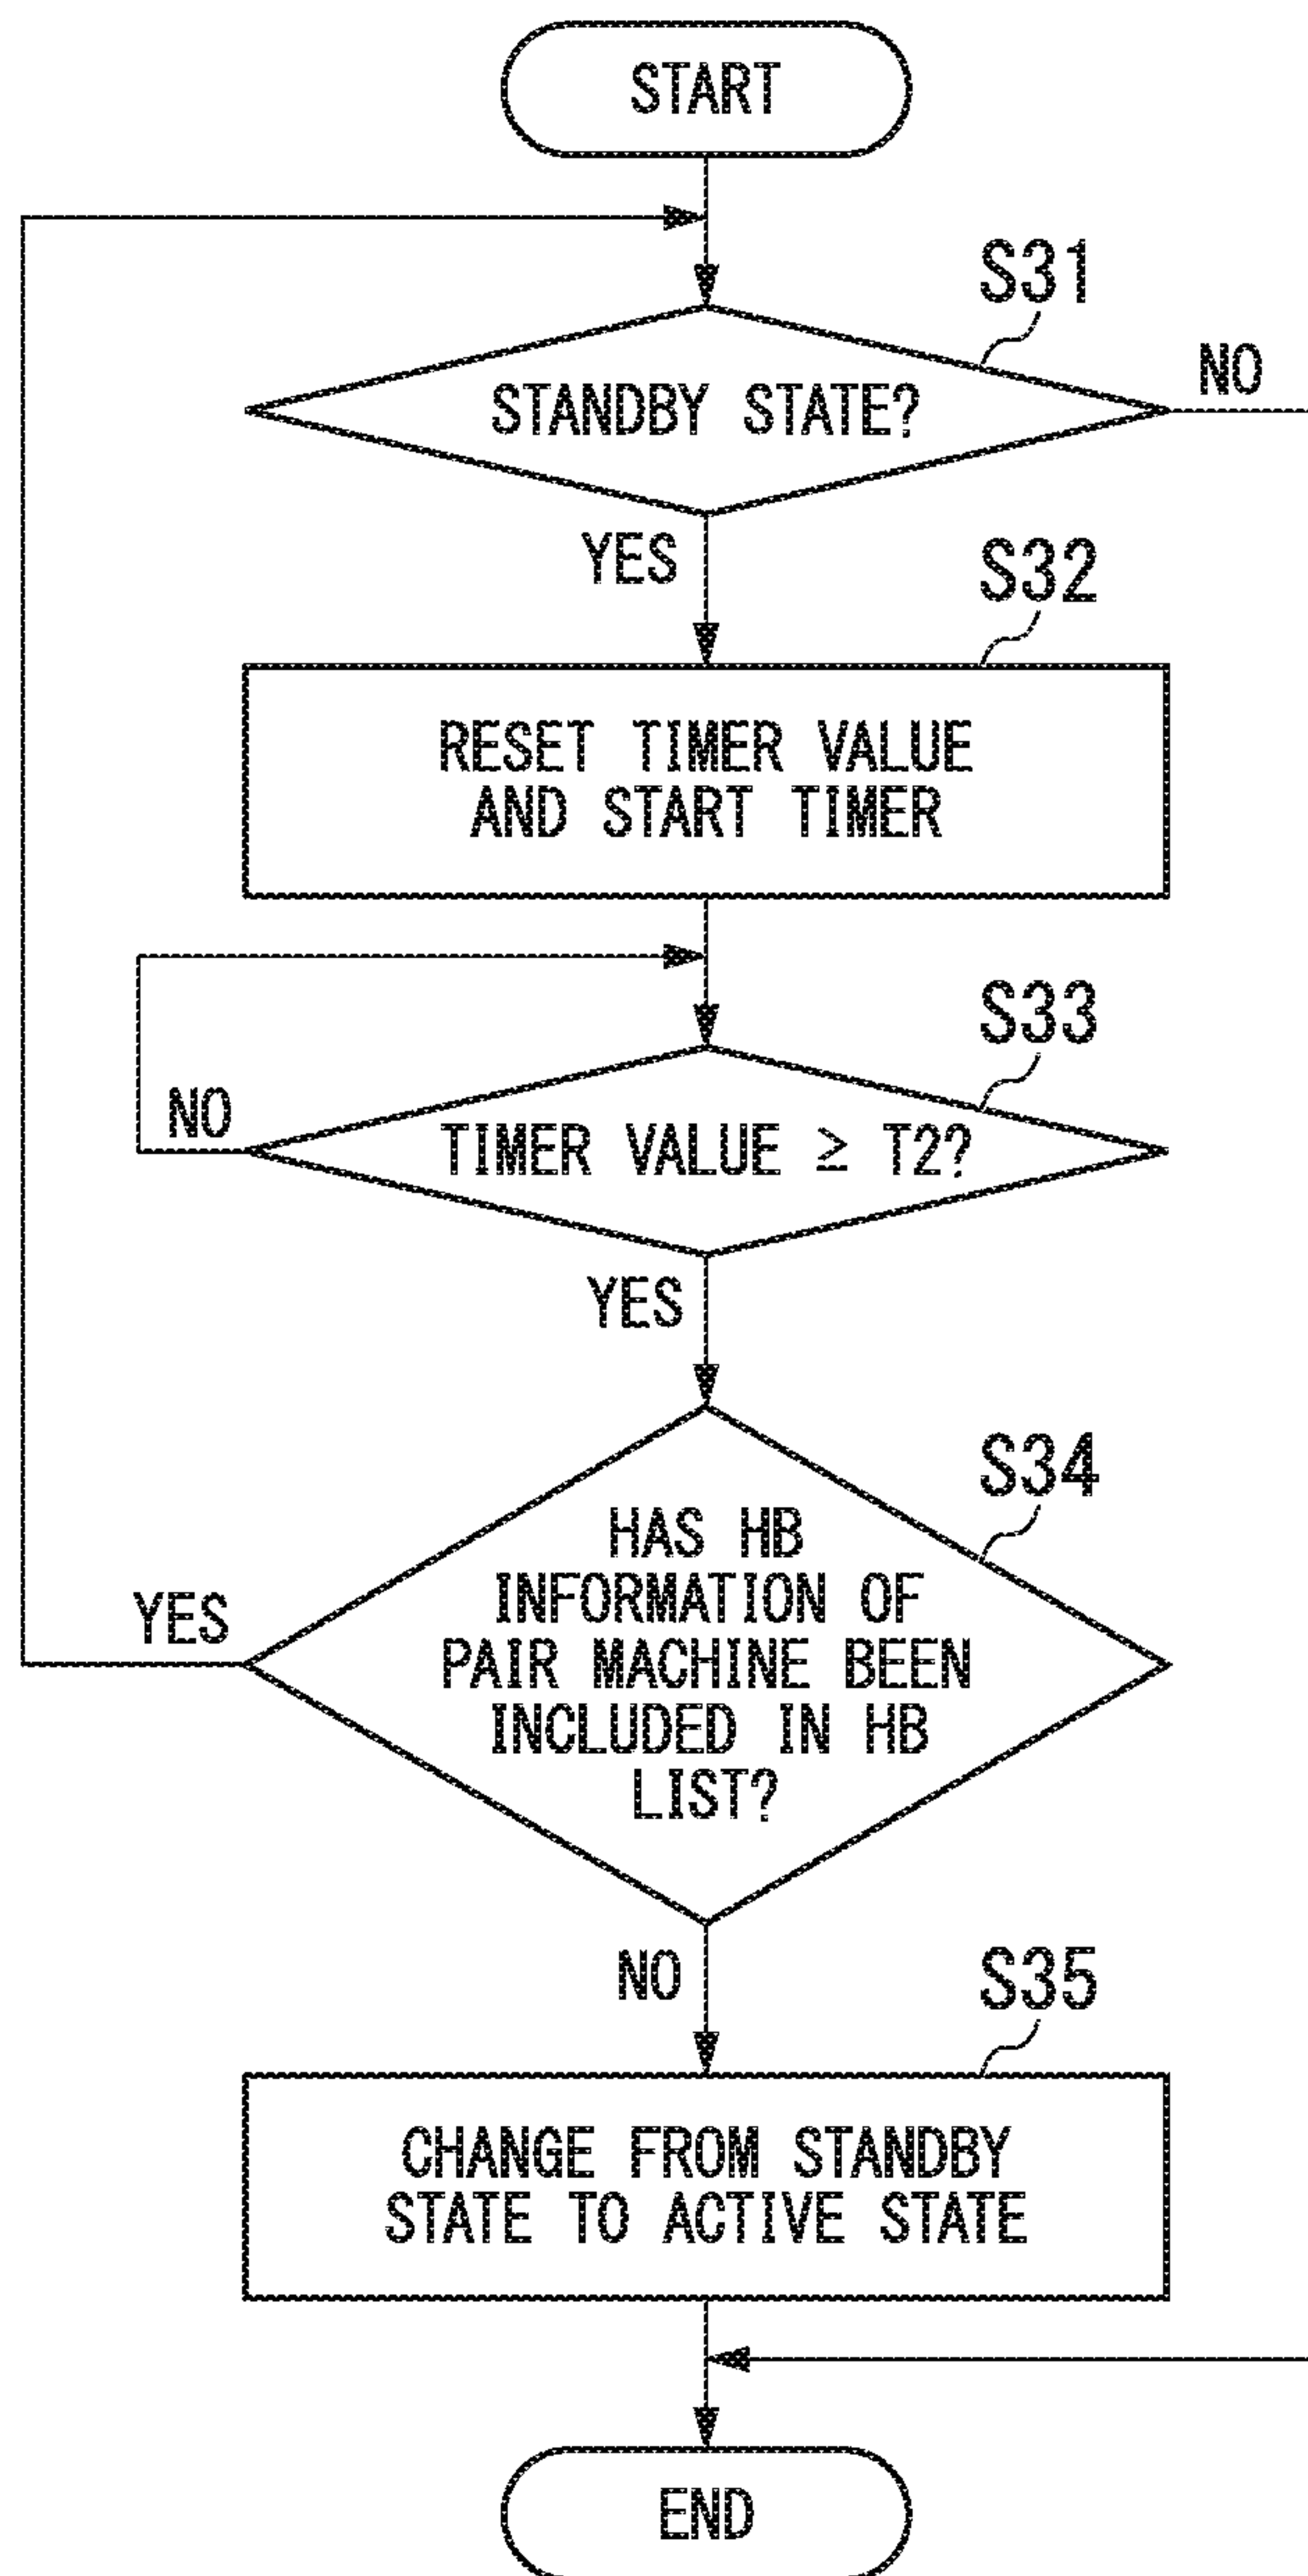 START
S31
STANDBY STATE?
NO
YES
S32
RESET TIMER VALUE
AND START TIMER
S33
NO
TIMER VALUE ≥ T2?
YES
S34
HAS HB
INFORMATION OF
PAIR MACHINE BEEN
INCLUDED IN HB
LIST?
YES
NO
S35
CHANGE FROM STANDBY
STATE TO ACTIVE STATE
END